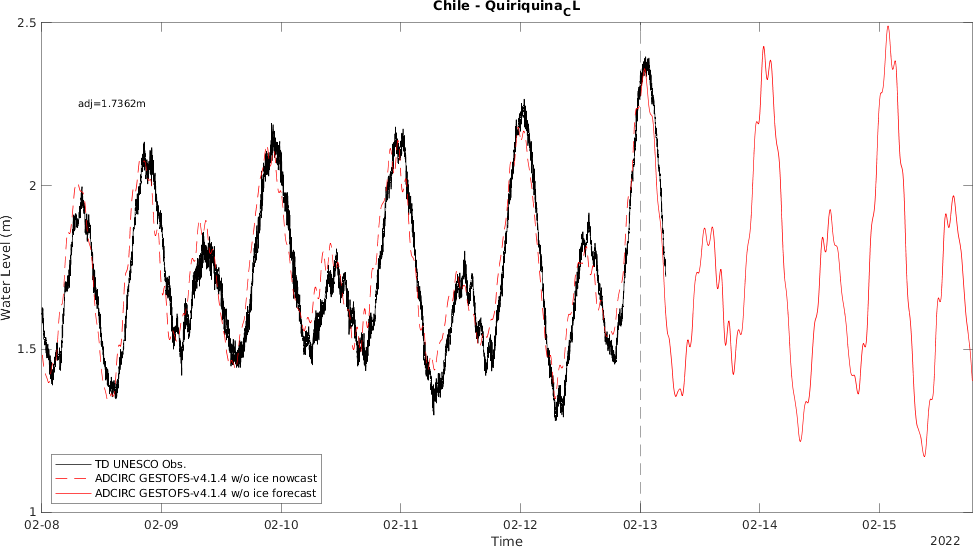 Chile - Quiriquina_CL
2.5
adj=1.7362m
2
Water Level (m)
1.5
TD UNESCO Obs.
ADCIRC GESTOFS-v4.1.4 w/o ice nowcast
ADCIRC GESTOFS-v4.1.4 w/o ice forecast
1
02-08 02-09 02-10 02-11 02-12 02-13 02-14 02-15
Time 2022